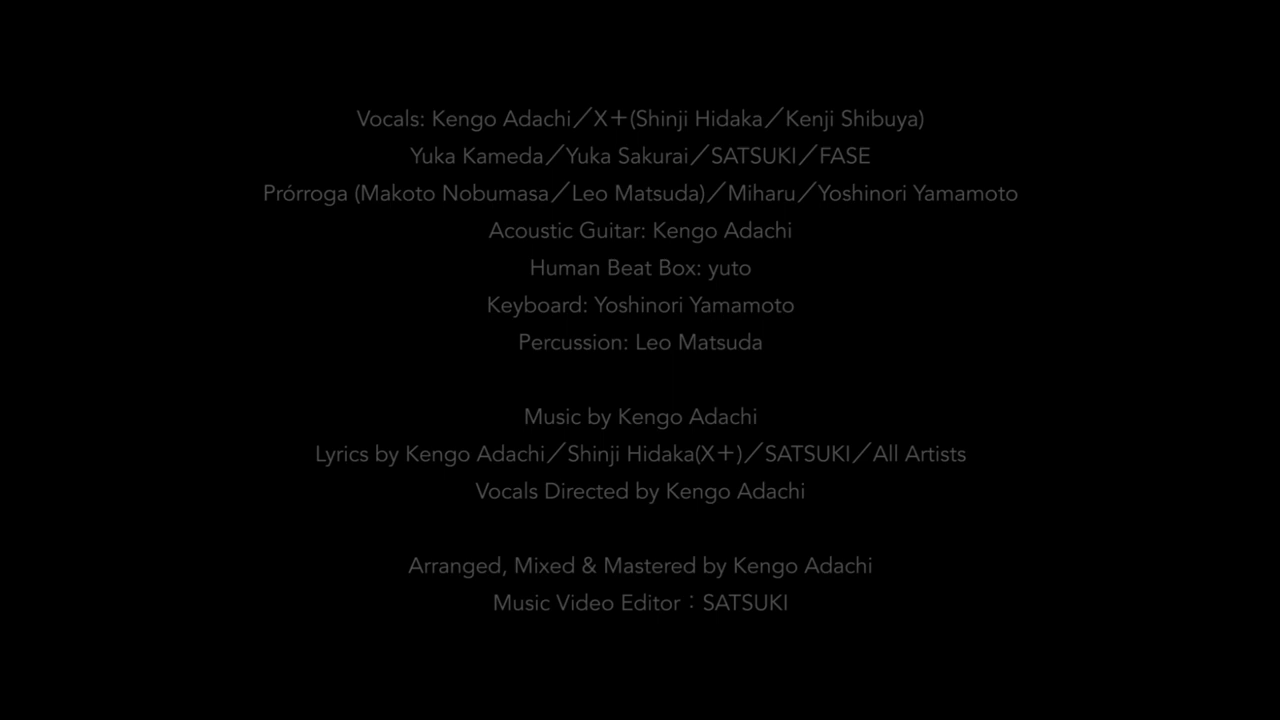 Vocals: Kengo Adachi／X＋(Shinji Hidaka／Kenji Shibuya)
Yuka Kameda／Yuka Sakurai／SATSUKI／FASE
Prórroga (Makoto Nobumasa／Leo Matsuda)／Miharu／Yoshinori Yamamoto
Acoustic Guitar: Kengo Adachi
Human Beat Box: yuto
Keyboard: Yoshinori Yamamoto
Percussion: Leo Matsuda
Music by Kengo Adachi
Lyrics by Kengo Adachi／Shinji Hidaka(X＋)／SATSUKI／All Artists
Vocals Directed by Kengo Adachi
Arranged, Mixed & Mastered by Kengo Adachi
Music Video Editor：SATSUKI